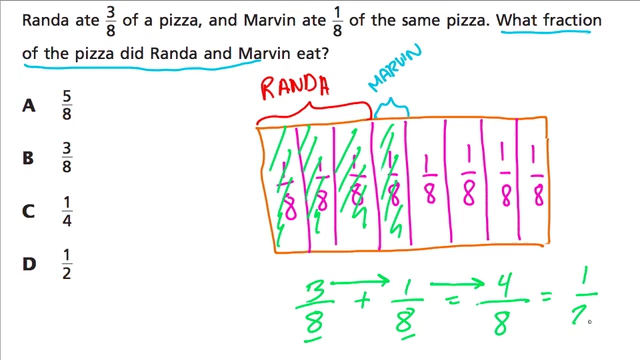 Randa ate 3/8 of a pizza, and Marvin ate 1/8 of the same pizza. What fraction
of the pizza did Randa and Marvin eat?
A 5/8
B 3/8
C 1/4
D 1/2
RANDA MARVIN
1/8 1/8 1/8 1/8 1/8 1/8 1/8 1/8
3/8 + 1/8 = 4/8 = 1/2